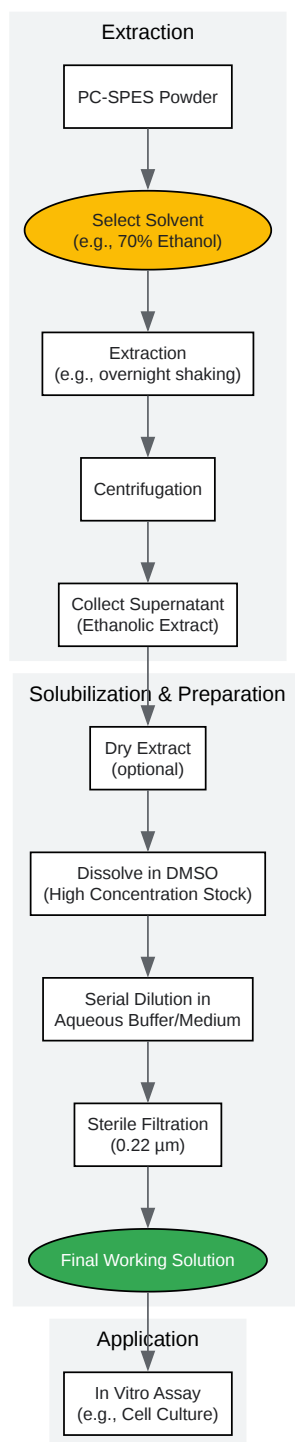 Extraction
PC-SPES Powder
Select Solvent
(e.g., 70% Ethanol)
Extraction
(e.g., overnight shaking)
Centrifugation
Collect Supernatant
(Ethanolic Extract)
Solubilization & Preparation
Dry Extract
(optional)
Dissolve in DMSO
(High Concentration Stock)
Serial Dilution in
Aqueous Buffer/Medium
Sterile Filtration
(0.22 µm)
Final Working Solution
Application
In Vitro Assay
(e.g., Cell Culture)